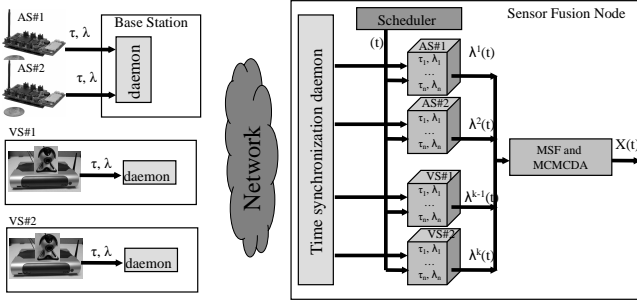 AS#1
τ, λ
Base Station
daemon
AS#2
τ, λ
VS#1
τ, λ
daemon
VS#2
τ, λ
daemon
Network
Sensor Fusion Node
Scheduler
(t)
Time synchronization daemon
AS#1
τ₁, λ₁
...
τₙ, λₙ
λ¹(t)
AS#2
τ₁, λ₁
...
τₙ, λₙ
λ²(t)
VS#1
τ₁, λ₁
...
τₙ, λₙ
λᵏ⁻¹(t)
VS#2
τ₁, λ₁
...
τₙ, λₙ
λᵏ(t)
MSF and
MCMCDA
X(t)